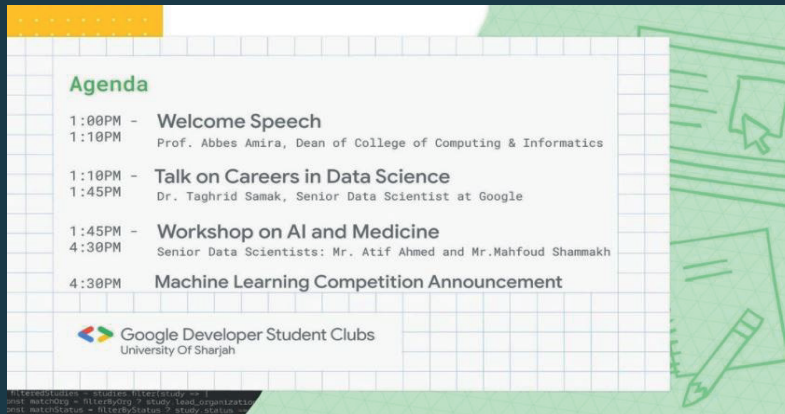 Agenda
1:00PM - Welcome Speech
1:10PM Prof. Abbes Amira, Dean of College of Computing & Informatics
1:10PM - Talk on Careers in Data Science
1:45PM Dr. Taghrid Samak, Senior Data Scientist at Google
1:45PM - Workshop on AI and Medicine
4:30PM Senior Data Scientists: Mr. Atif Ahmed and Mr.Mahfoud Shammakh
4:30PM Machine Learning Competition Announcement
Google Developer Student Clubs
University Of Sharjah
filteredStudies = studies.filter(study => {
onst matchOrg = filterByOrg ? study.lead_organization
onst matchStatus = filterByStatus ? study.status